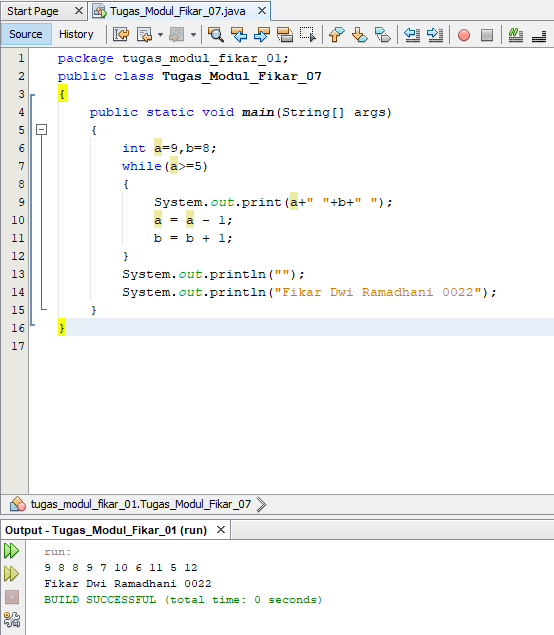 Start Page
Tugas_Modul_Fikar_07.java
Source History
1 package tugas_modul_fikar_01;
2 public class Tugas_Modul_Fikar_07
3 {
4 public static void main(String[] args)
5 {
6 int a=9,b=8;
7 while(a>=5)
8 {
9 System.out.print(a+" "+b+" ");
10 a = a - 1;
11 b = b + 1;
12 }
13 System.out.println("");
14 System.out.println("Fikar Dwi Ramadhani 0022");
15 }
16 }
17
tugas_modul_fikar_01.Tugas_Modul_Fikar_07
Output - Tugas_Modul_Fikar_01 (run)
run:
9 8 8 9 7 10 6 11 5 12
Fikar Dwi Ramadhani 0022
BUILD SUCCESSFUL (total time: 0 seconds)